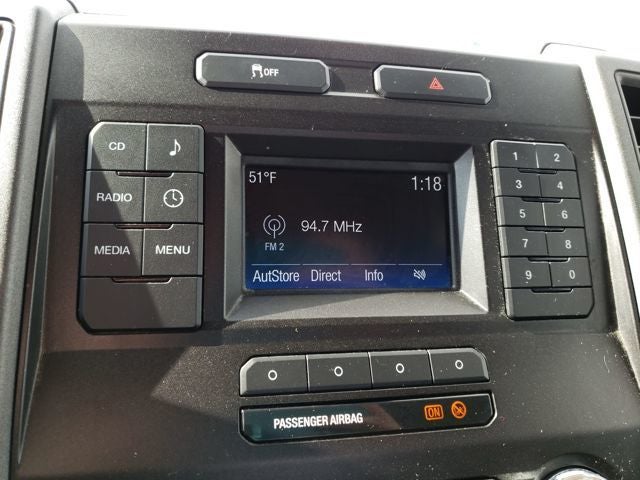 OFF
CD
RADIO
MEDIA MENU
51°F 1:18
94.7 MHz
FM 2
AutoStore Direct Info
1 2
3 4
5 6
7 8
9 0
PASSENGER AIRBAG ON